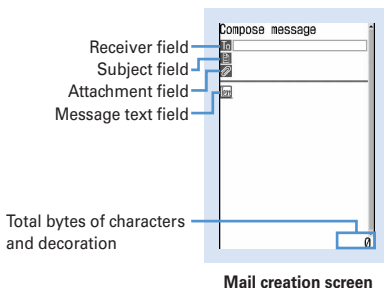 Compose message
Receiver field
To
Subject field
Attachment field
Message text field
Total bytes of characters
and decoration
0
Mail creation screen